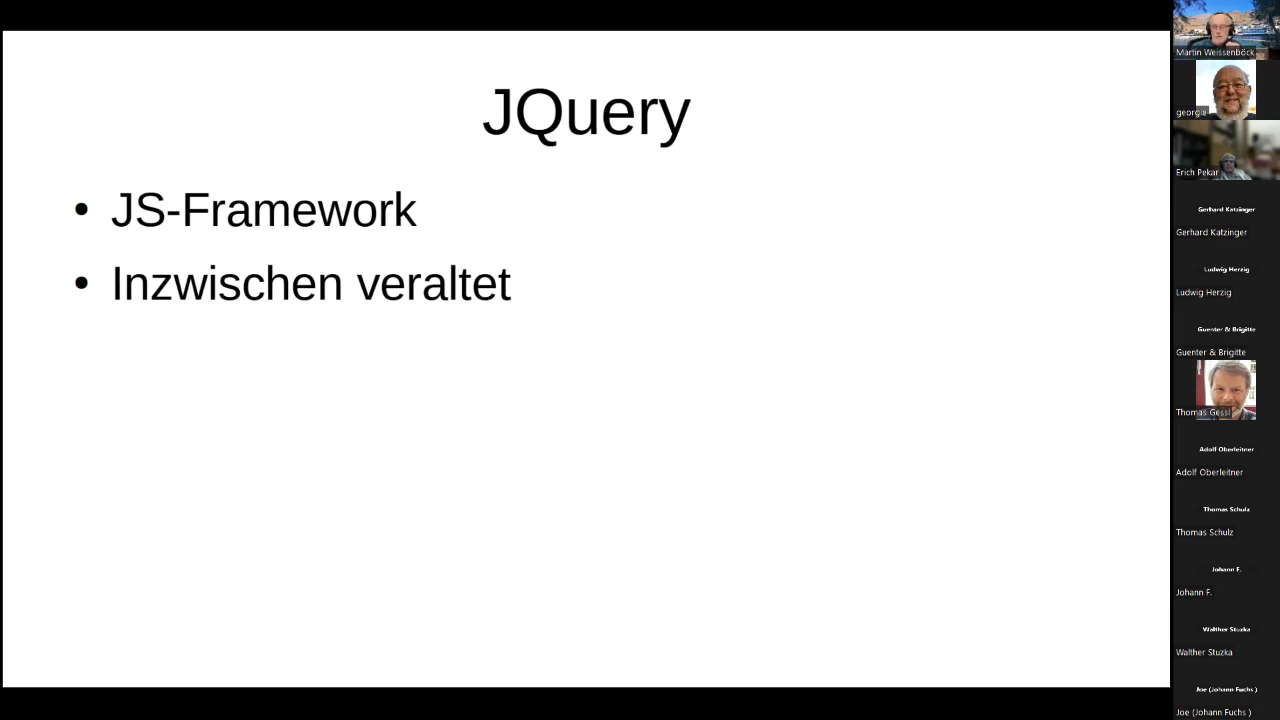 JQuery
• JS-Framework
• Inzwischen veraltet
Martin Weissenböck
georgie
Erich Pekar
Gerhard Katzinger
Gerhard Katzinger
Ludwig Herzig
Ludwig Herzig
Guenter & Brigitte
Guenter & Brigitte
Thomas Gessl
Adolf Oberleitner
Adolf Oberleitner
Thomas Schulz
Thomas Schulz
Johann F.
Johann F.
Walther Stuzka
Walther Stuzka
Joe (Johann Fuchs )
Joe (Johann Fuchs )